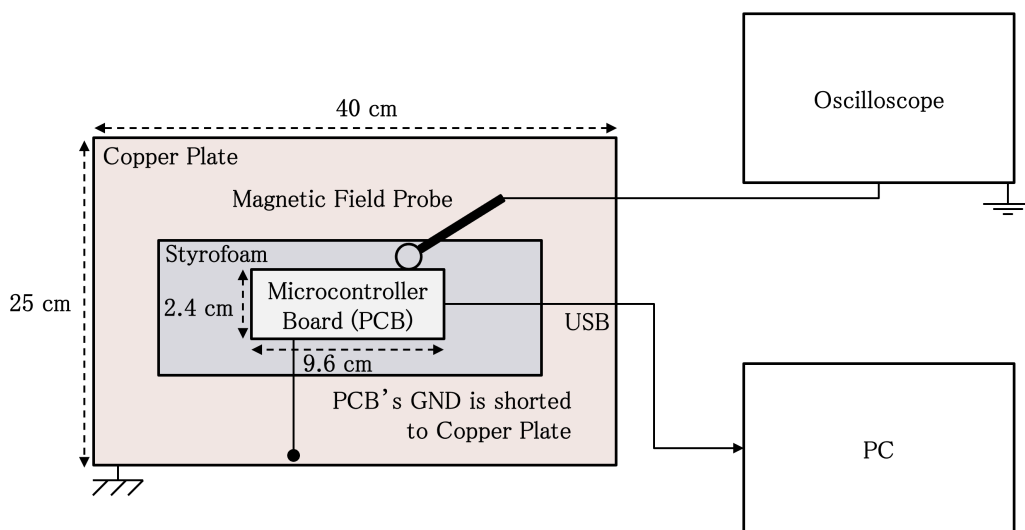 Oscilloscope
40 cm
Copper Plate
Magnetic Field Probe
Styrofoam
25 cm
2.4 cm
Microcontroller
Board (PCB)
USB
9.6 cm
PCB’s GND is shorted
to Copper Plate
PC